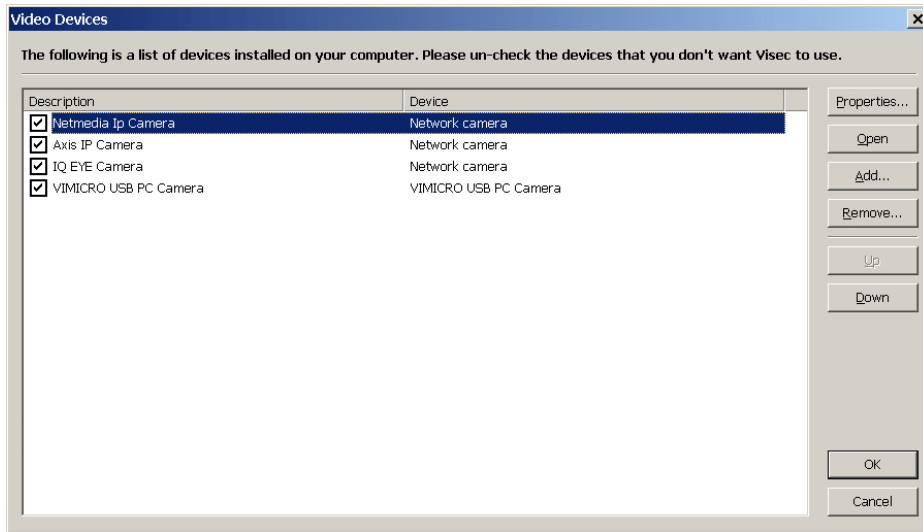 Video Devices
The following is a list of devices installed on your computer. Please un-check the devices that you don't want Visec to use.
Description Device
Netmedia Ip Camera Network camera
Axis IP Camera Network camera
IQ EYE Camera Network camera
VIMICRO USB PC Camera VIMICRO USB PC Camera
Properties...
Open
Add...
Remove...
Up
Down
OK
Cancel